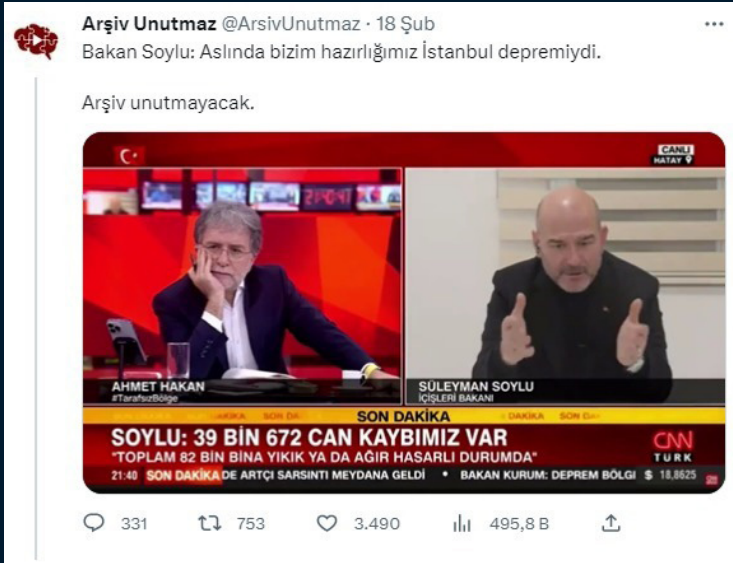 Arşiv Unutmaz @ArsivUnutmaz · 18 Şub
Bakan Soylu: Aslında bizim hazırlığımız İstanbul depremiydi.
Arşiv unutmayacak.
CANLI
HATAY
21:04
AHMET HAKAN
#TarafsızBölge
SÜLEYMAN SOYLU
İÇİŞLERİ BAKANI
SON DAKİKA
SOYLU: 39 BİN 672 CAN KAYBIMIZ VAR
"TOPLAM 82 BİN BİNA YIKIK YA DA AĞIR HASARLI DURUMDA"
CNN
TURK
21:40 SON DAKİKA DE ARTÇI SARSINTI MEYDANA GELDİ • BAKAN KURUM: DEPREM BÖLGI $ 18,8625
331 753 3.490 495,8 B